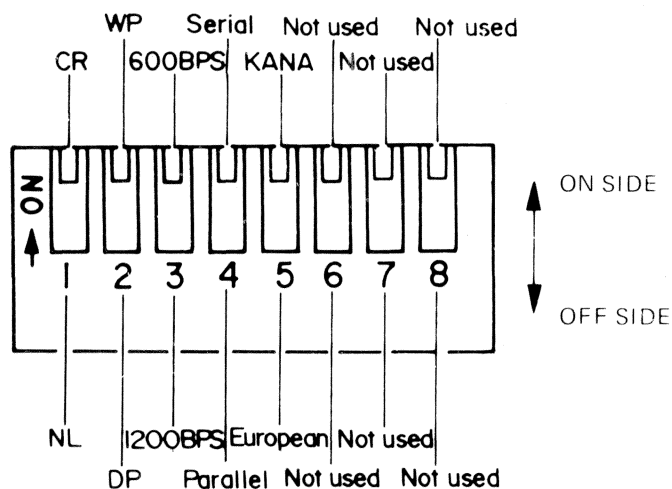 WP Serial Not used Not used
CR 600BPS KANA Not used
ON
ON SIDE
1 2 3 4 5 6 7 8
OFF SIDE
NL 1200BPS European Not used
DP Parallel Not used Not used